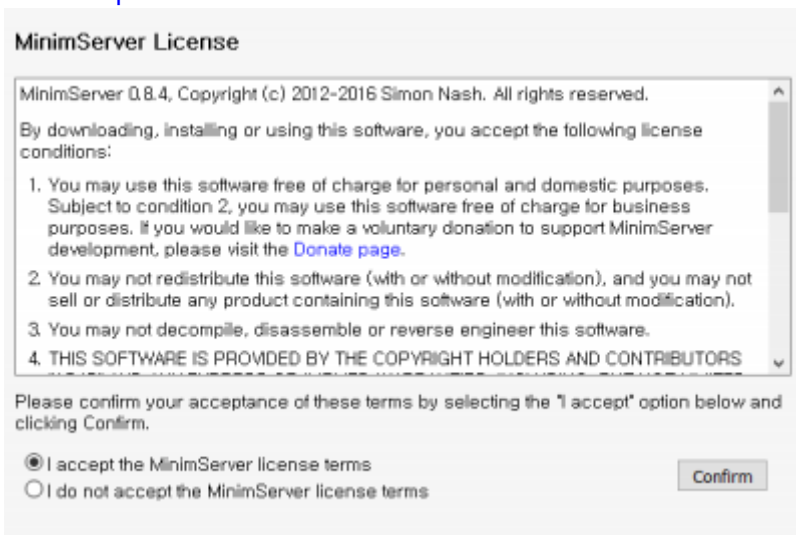 MinimServer License
MinimServer 0.8.4, Copyright (c) 2012-2016 Simon Nash. All rights reserved.
By downloading, installing or using this software, you accept the following license
conditions:
1. You may use this software free of charge for personal and domestic purposes.
Subject to condition 2, you may use this software free of charge for business
purposes. If you would like to make a voluntary donation to support MinimServer
development, please visit the Donate page.
2. You may not redistribute this software (with or without modification), and you may not
sell or distribute any product containing this software (with or without modification).
3. You may not decompile, disassemble or reverse engineer this software.
4. THIS SOFTWARE IS PROVIDED BY THE COPYRIGHT HOLDERS AND CONTRIBUTORS
Please confirm your acceptance of these terms by selecting the "I accept" option below and
clicking Confirm.
I accept the MinimServer license terms
I do not accept the MinimServer license terms
Confirm